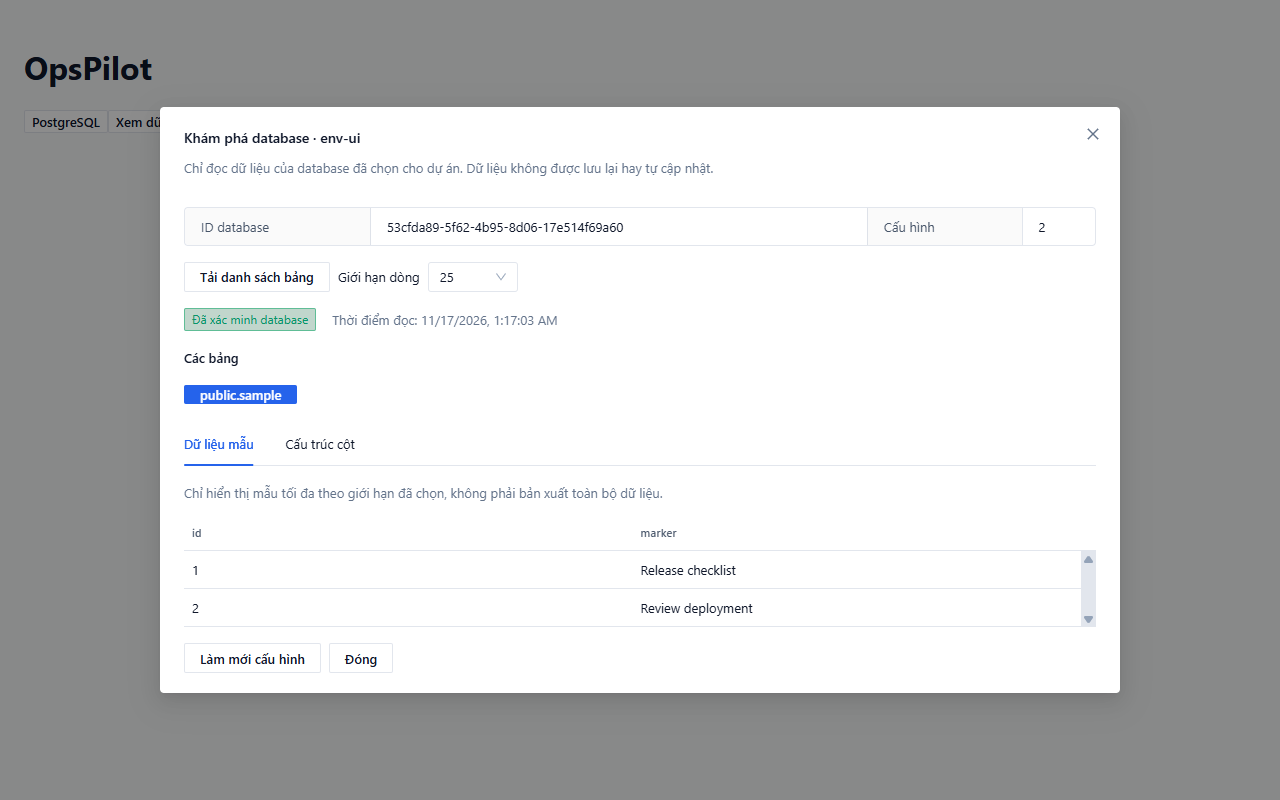 OpsPilot
PostgreSQL Xem dữ
Khám phá database · env-ui
Chỉ đọc dữ liệu của database đã chọn cho dự án. Dữ liệu không được lưu lại hay tự cập nhật.
ID database 53cfda89-5f62-4b95-8d06-17e514f69a60 Cấu hình 2
Tải danh sách bảng Giới hạn dòng 25
Đã xác minh database Thời điểm đọc: 11/17/2026, 1:17:03 AM
Các bảng
public.sample
Dữ liệu mẫu Cấu trúc cột
Chỉ hiển thị mẫu tối đa theo giới hạn đã chọn, không phải bản xuất toàn bộ dữ liệu.
id marker
1 Release checklist
2 Review deployment
Làm mới cấu hình Đóng